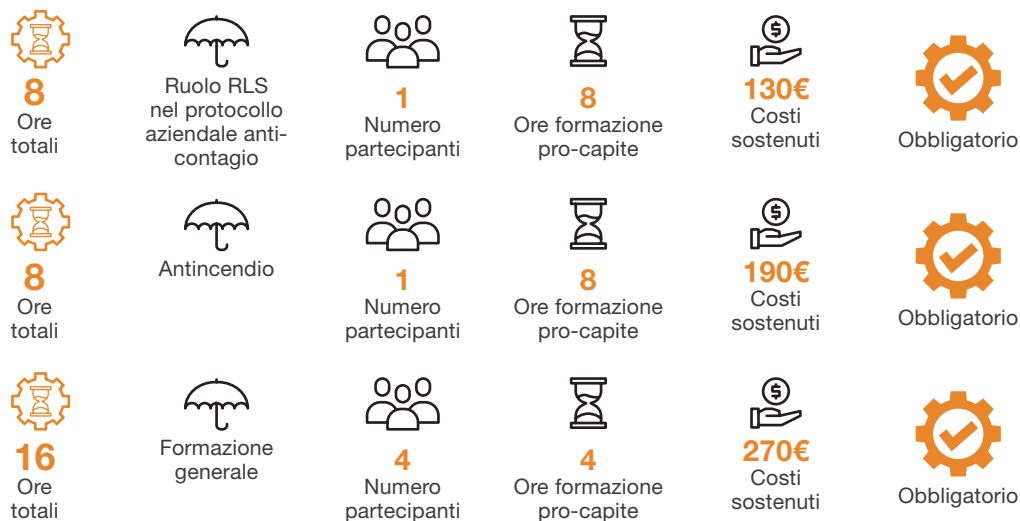 8
Ore
totali
Ruolo RLS
nel protocollo
aziendale anti-
contagio
1
Numero
partecipanti
8
Ore formazione
pro-capite
$
130€
Costi
sostenuti
Obbligatorio
8
Ore
totali
Antincendio
1
Numero
partecipanti
8
Ore formazione
pro-capite
$
190€
Costi
sostenuti
Obbligatorio
16
Ore
totali
Formazione
generale
4
Numero
partecipanti
4
Ore formazione
pro-capite
$
270€
Costi
sostenuti
Obbligatorio